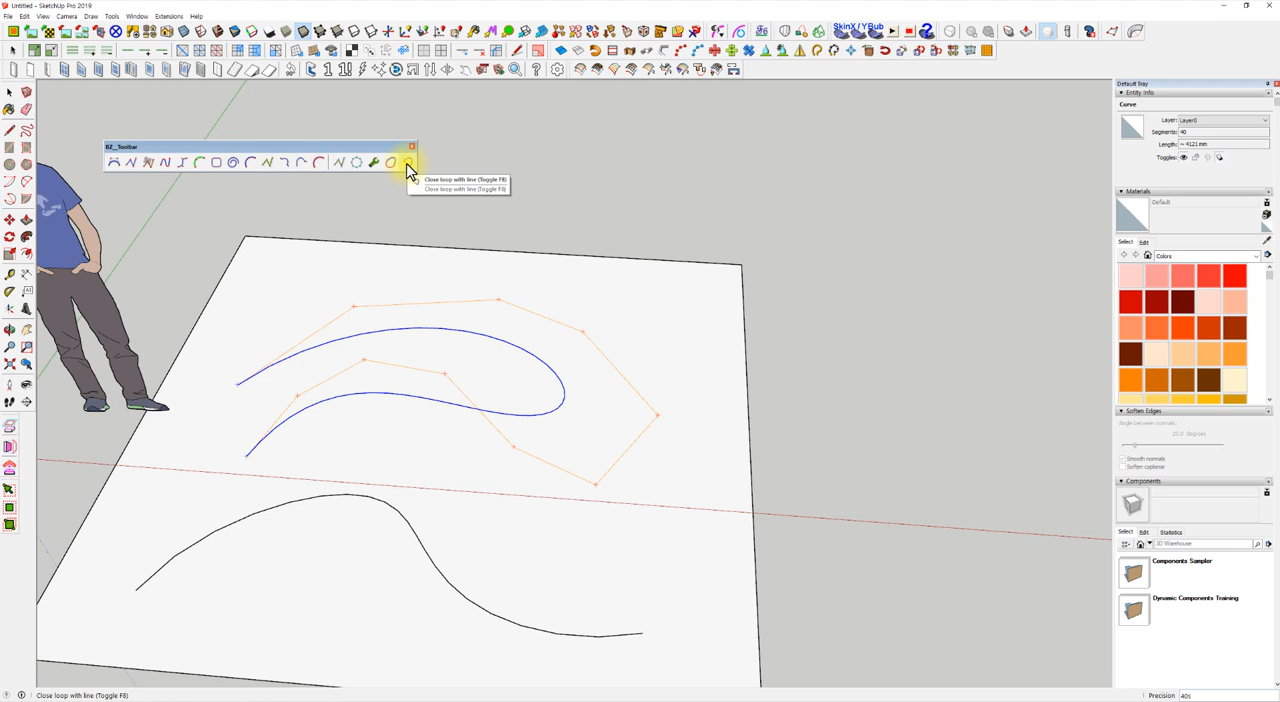 Untitled - SketchUp Pro 2019
File Edit View Camera Draw Tools Window Extensions Help
SkinX/YBub
BZ__Toolbar
Close loop with line (Toggle F8)
Close loop with line (Toggle F8)
Default Tray
Entity Info
Curve
Layer: Layer0
Segments: 40
Length: ~ 4121 mm
Toggles:
Materials
Default
Select Edit
Colors
Soften Edges
Angle between normals:
20.0 degrees
Smooth normals
Soften coplanar
Components
Select Edit Statistics
3D Warehouse
Components Sampler
Dynamic Components Training
Close loop with line (Toggle F8)
Precision 40s